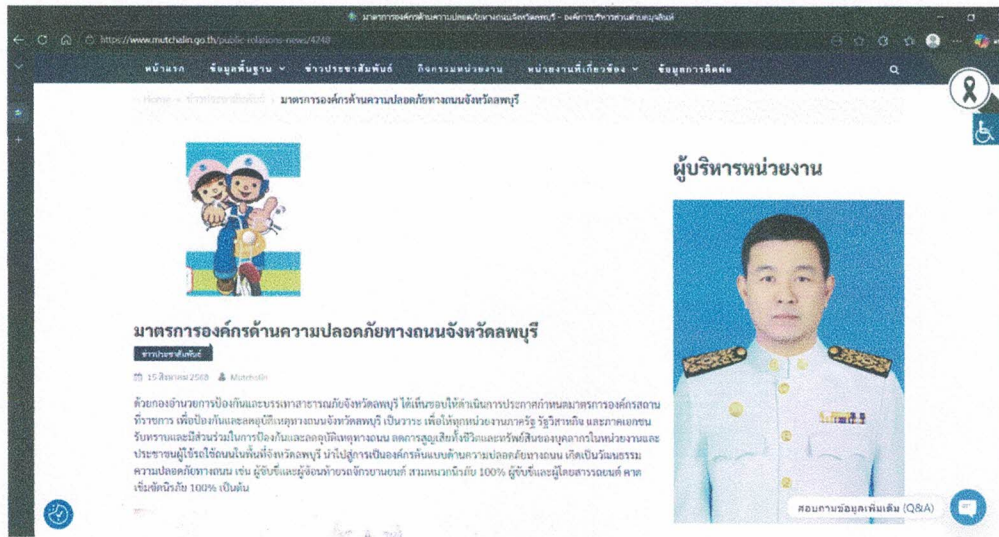 มาตรการองค์กรด้านความปลอดภัยทางถนนจังหวัดลพบุรี - องค์การบริหารส่วนตำบลมุจลินท์
https://www.mutchalin.go.th/public-relations-news/4748
หน้าแรก ข้อมูลพื้นฐาน ข่าวประชาสัมพันธ์ กิจกรรมหน่วยงาน หน่วยงานที่เกี่ยวข้อง ข้อมูลการติดต่อ
Home » ข่าวประชาสัมพันธ์ » มาตรการองค์กรด้านความปลอดภัยทางถนนจังหวัดลพบุรี
ผู้บริหารหน่วยงาน
มาตรการองค์กรด้านความปลอดภัยทางถนนจังหวัดลพบุรี
ข่าวประชาสัมพันธ์
15 สิงหาคม 2568 Mutchalin
ด้วยกองอำนวยการป้องกันและบรรเทาสาธารณภัยจังหวัดลพบุรี ได้เห็นชอบให้ดำเนินการประกาศกำหนดมาตรการองค์กรสถาน
ที่ราชการ เพื่อป้องกันและลดอุบัติเหตุทางถนนจังหวัดลพบุรี เป็นวาระ เพื่อให้ทุกหน่วยงานภาครัฐ รัฐวิสาหกิจ และภาคเอกชน
รับทราบและมีส่วนร่วมในการป้องกันและลดอุบัติเหตุทางถนน ลดการสูญเสียทั้งชีวิตและทรัพย์สินของบุคลากรในหน่วยงานและ
ประชาชนผู้ใช้รถใช้ถนนในพื้นที่จังหวัดลพบุรี นำไปสู่การเป็นองค์กรต้นแบบด้านความปลอดภัยทางถนน เกิดเป็นวัฒนธรรม
ความปลอดภัยทางถนน เช่น ผู้ขับขี่และผู้ซ้อนท้ายรถจักรยานยนต์ สวมหมวกนิรภัย 100% ผู้ขับขี่และผู้โดยสารรถยนต์ คาด
เข็มขัดนิรภัย 100% เป็นต้น
สอบถามข้อมูลเพิ่มเติม (Q&A)